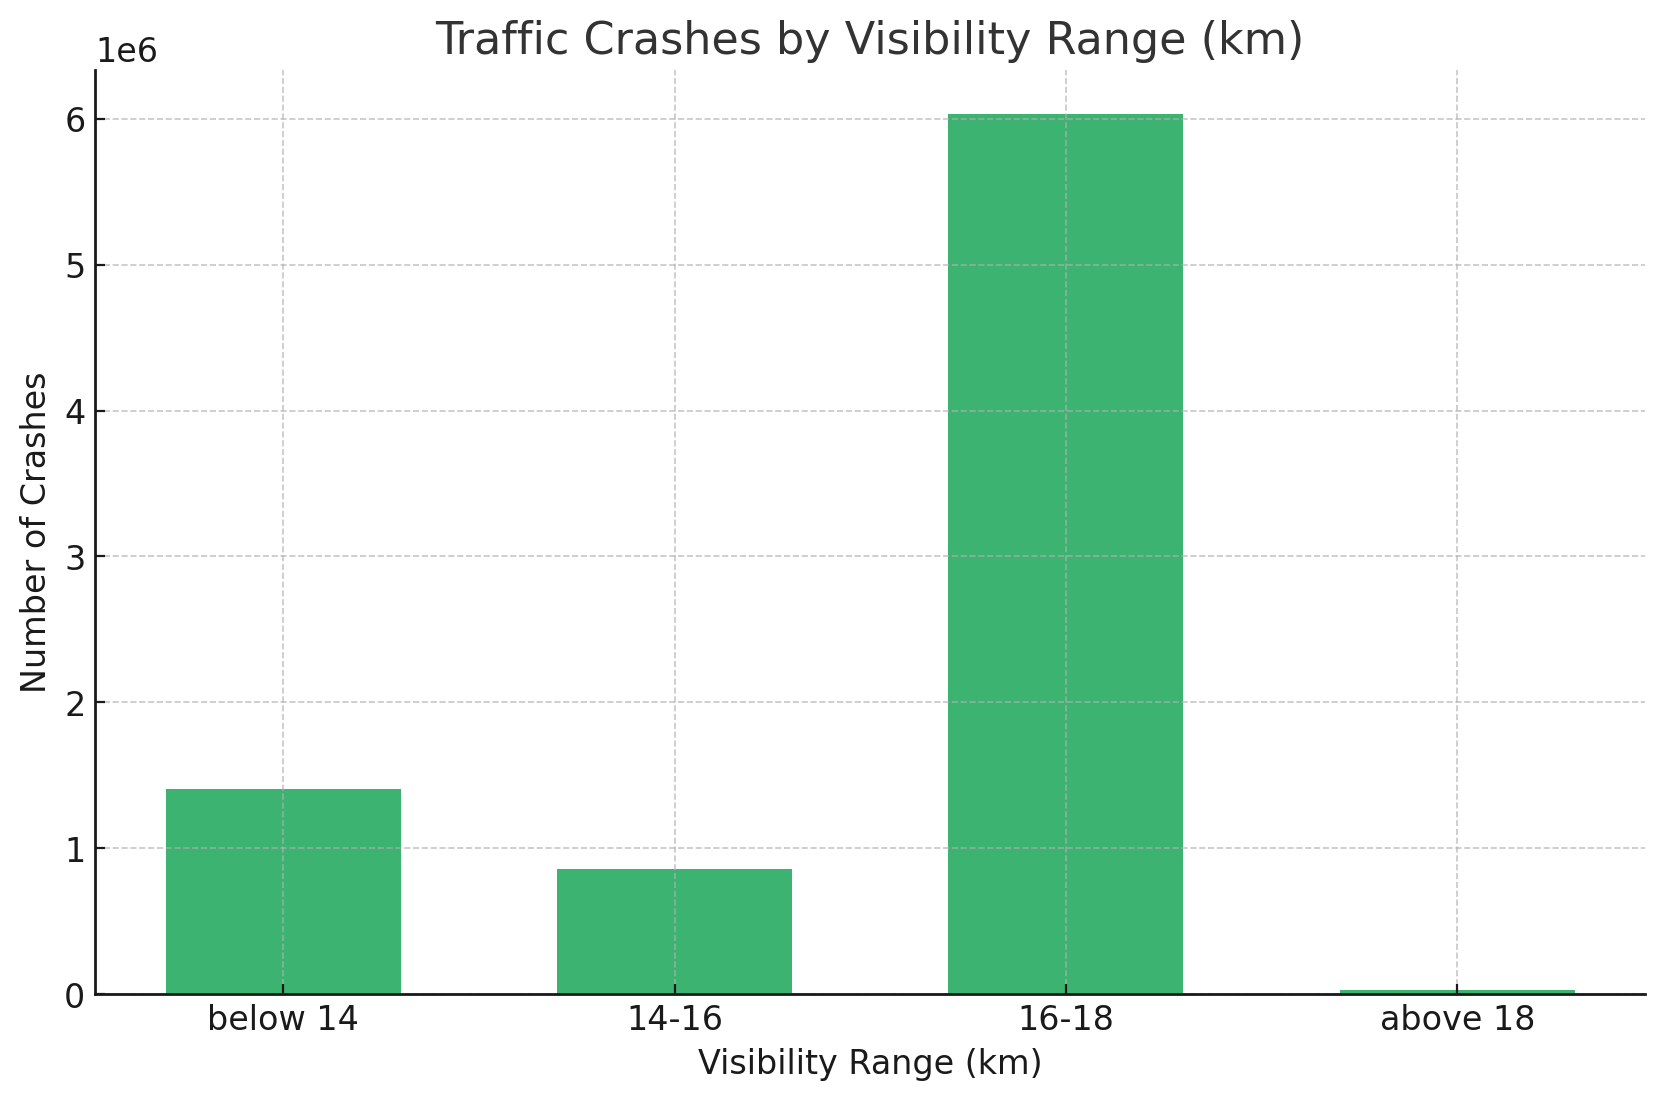 Traffic Crashes by Visibility Range (km)
1e6
6
5
4
3
2
1
0
Number of Crashes
below 14
14-16
16-18
above 18
Visibility Range (km)